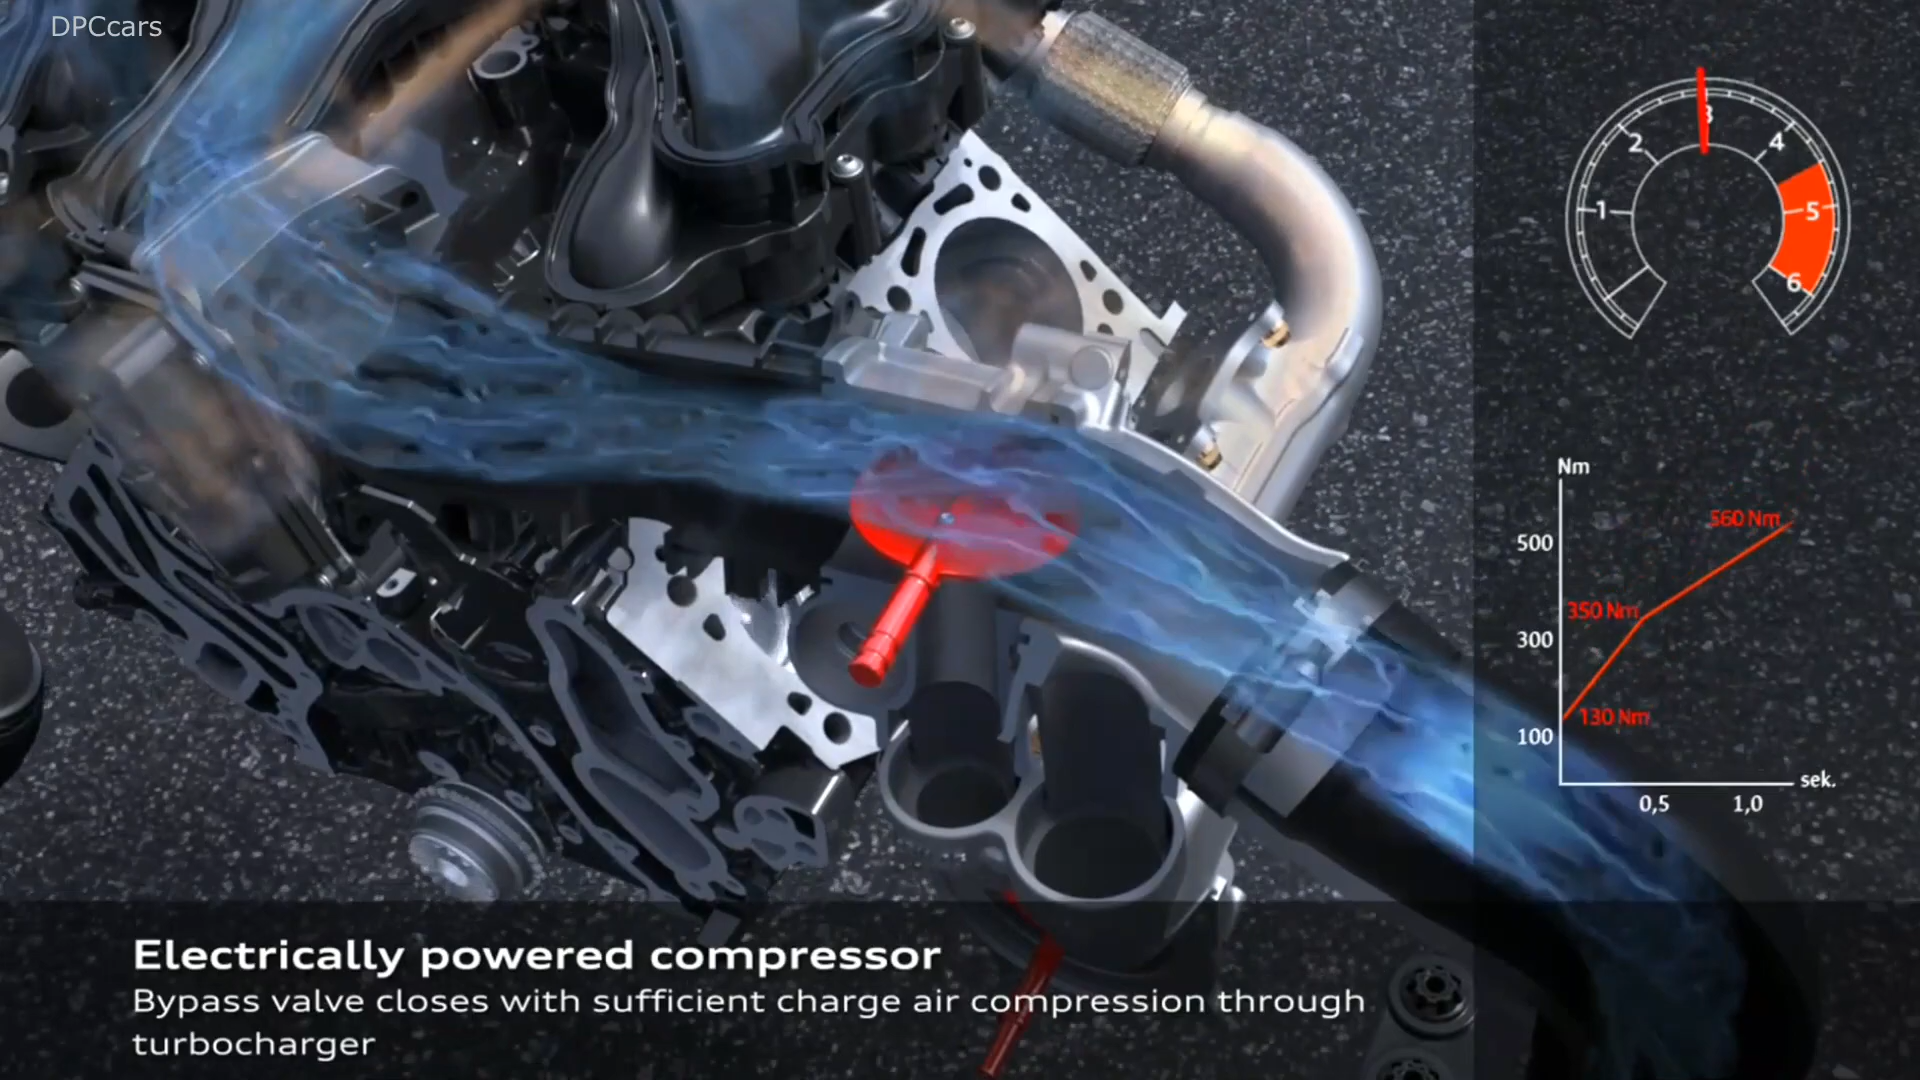 DPCcars
1
2
3
4
5
6
Nm
560 Nm
500
350 Nm
300
130 Nm
100
sek.
0,5
1,0
Electrically powered compressor
Bypass valve closes with sufficient charge air compression through
turbocharger